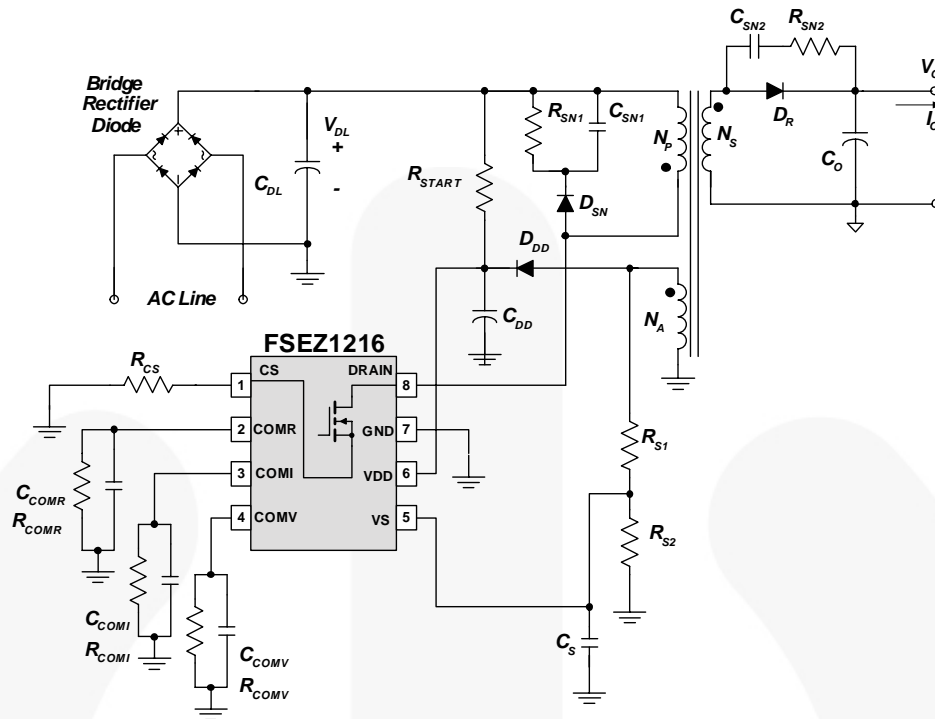 C_SN2
R_SN2
Bridge
Rectifier
Diode
V_DL
+
-
C_DL
R_START
R_SN1
C_SN1
D_SN
N_P
N_S
D_R
C_O
D_DD
C_DD
N_A
AC Line
FSEZ1216
R_CS
1
CS
DRAIN
8
2
COMR
GND
7
3
COMI
VDD
6
4
COMV
VS
5
R_S1
R_S2
C_S
C_COMR
R_COMR
C_COMI
R_COMI
C_COMV
R_COMV